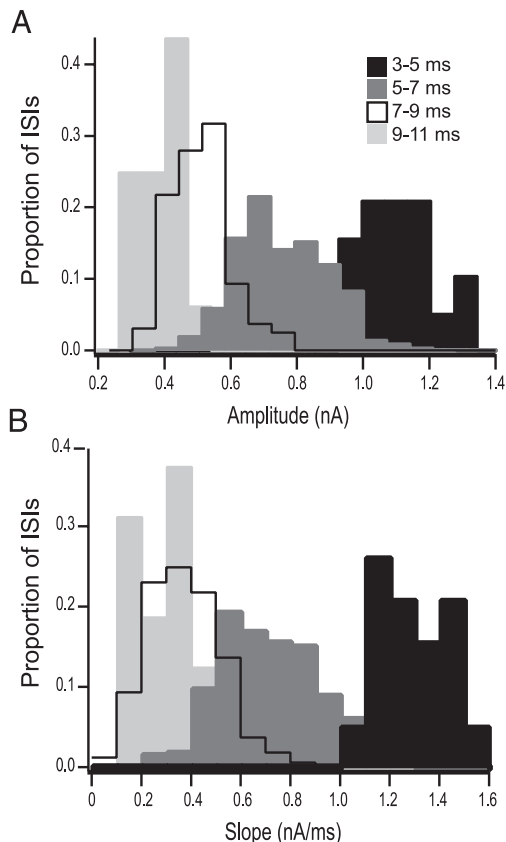 A
0.4
0.3
0.2
0.1
0.0
Proportion of ISIs
3-5 ms
5-7 ms
7-9 ms
9-11 ms
0.2 0.4 0.6 0.8 1.0 1.2 1.4
Amplitude (nA)
B
0.4
0.3
0.2
0.1
0.0
Proportion of ISIs
0 0.2 0.4 0.6 0.8 1.0 1.2 1.4 1.6
Slope (nA/ms)